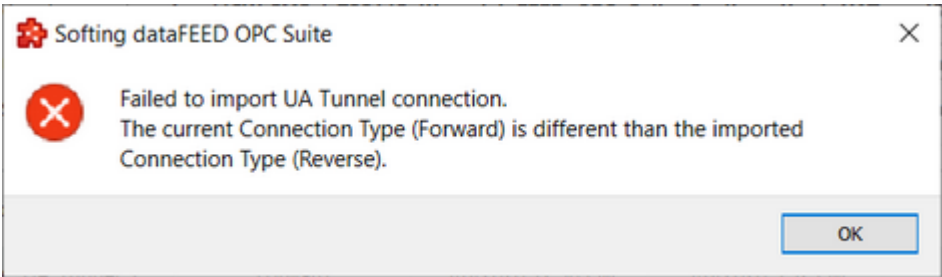 Softing dataFEED OPC Suite
Failed to import UA Tunnel connection.
The current Connection Type (Forward) is different than the imported
Connection Type (Reverse).
OK